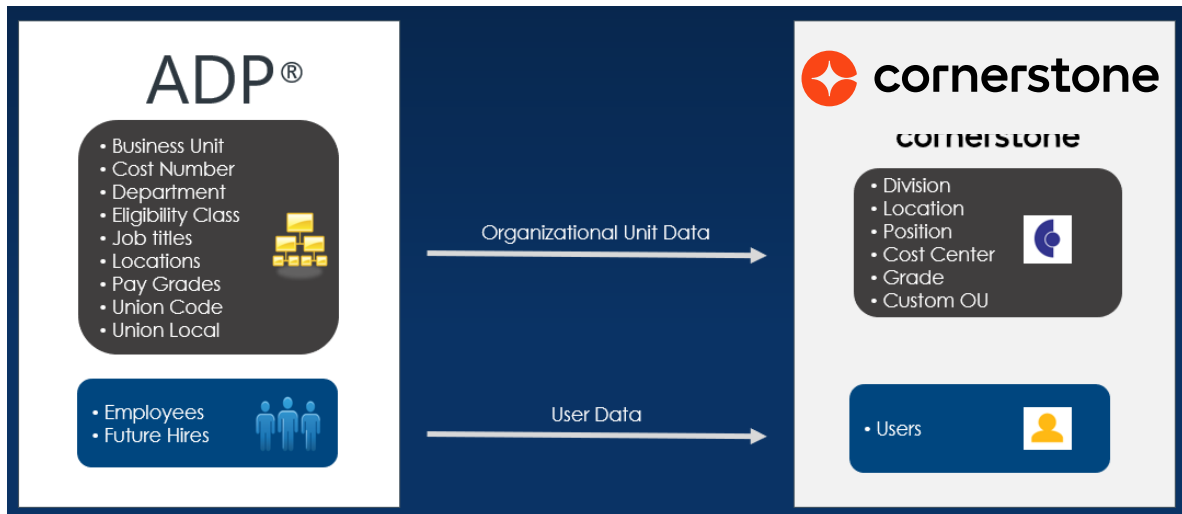 ADP®
• Business Unit
• Cost Number
• Department
• Eligibility Class
• Job titles
• Locations
• Pay Grades
• Union Code
• Union Local
• Employees
• Future Hires
Organizational Unit Data
User Data
cornerstone
cornerstone
• Division
• Location
• Position
• Cost Center
• Grade
• Custom OU
• Users